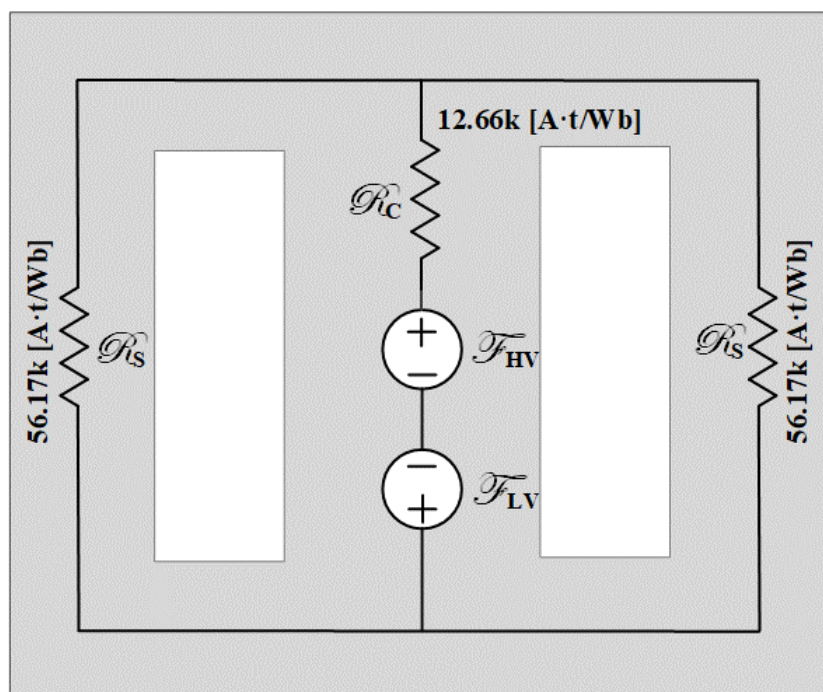 12.66k [A·t/Wb]
ℛC
56.17k [A·t/Wb]
ℛS
ℱHV
ℛS
56.17k [A·t/Wb]
ℱLV